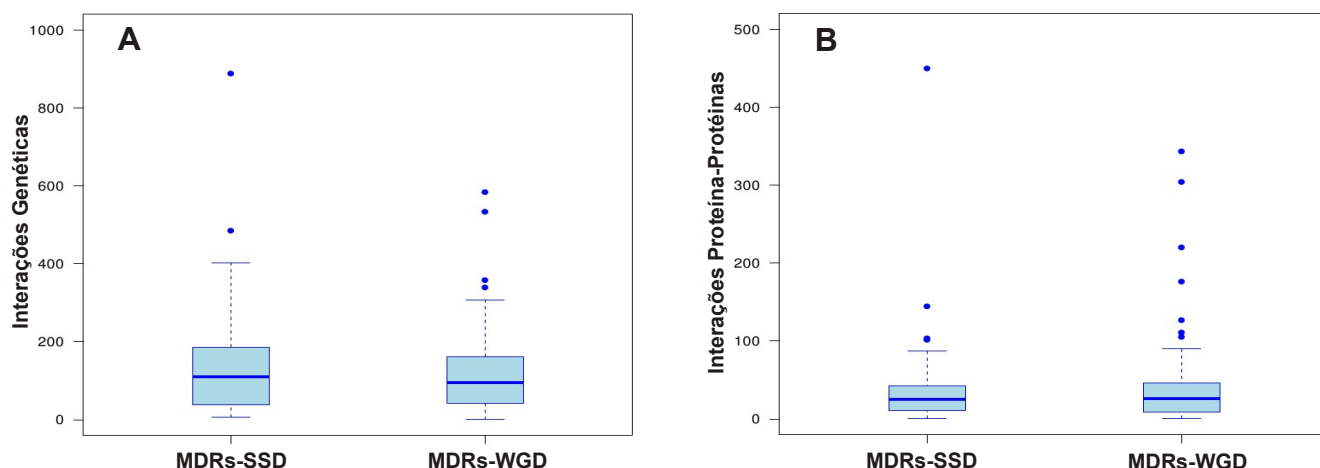 A
Interações Genéticas
1000
800
600
400
200
0
MDRs-SSD
MDRs-WGD
B
Interações Proteína-Protéinas
500
400
300
200
100
0
MDRs-SSD
MDRs-WGD